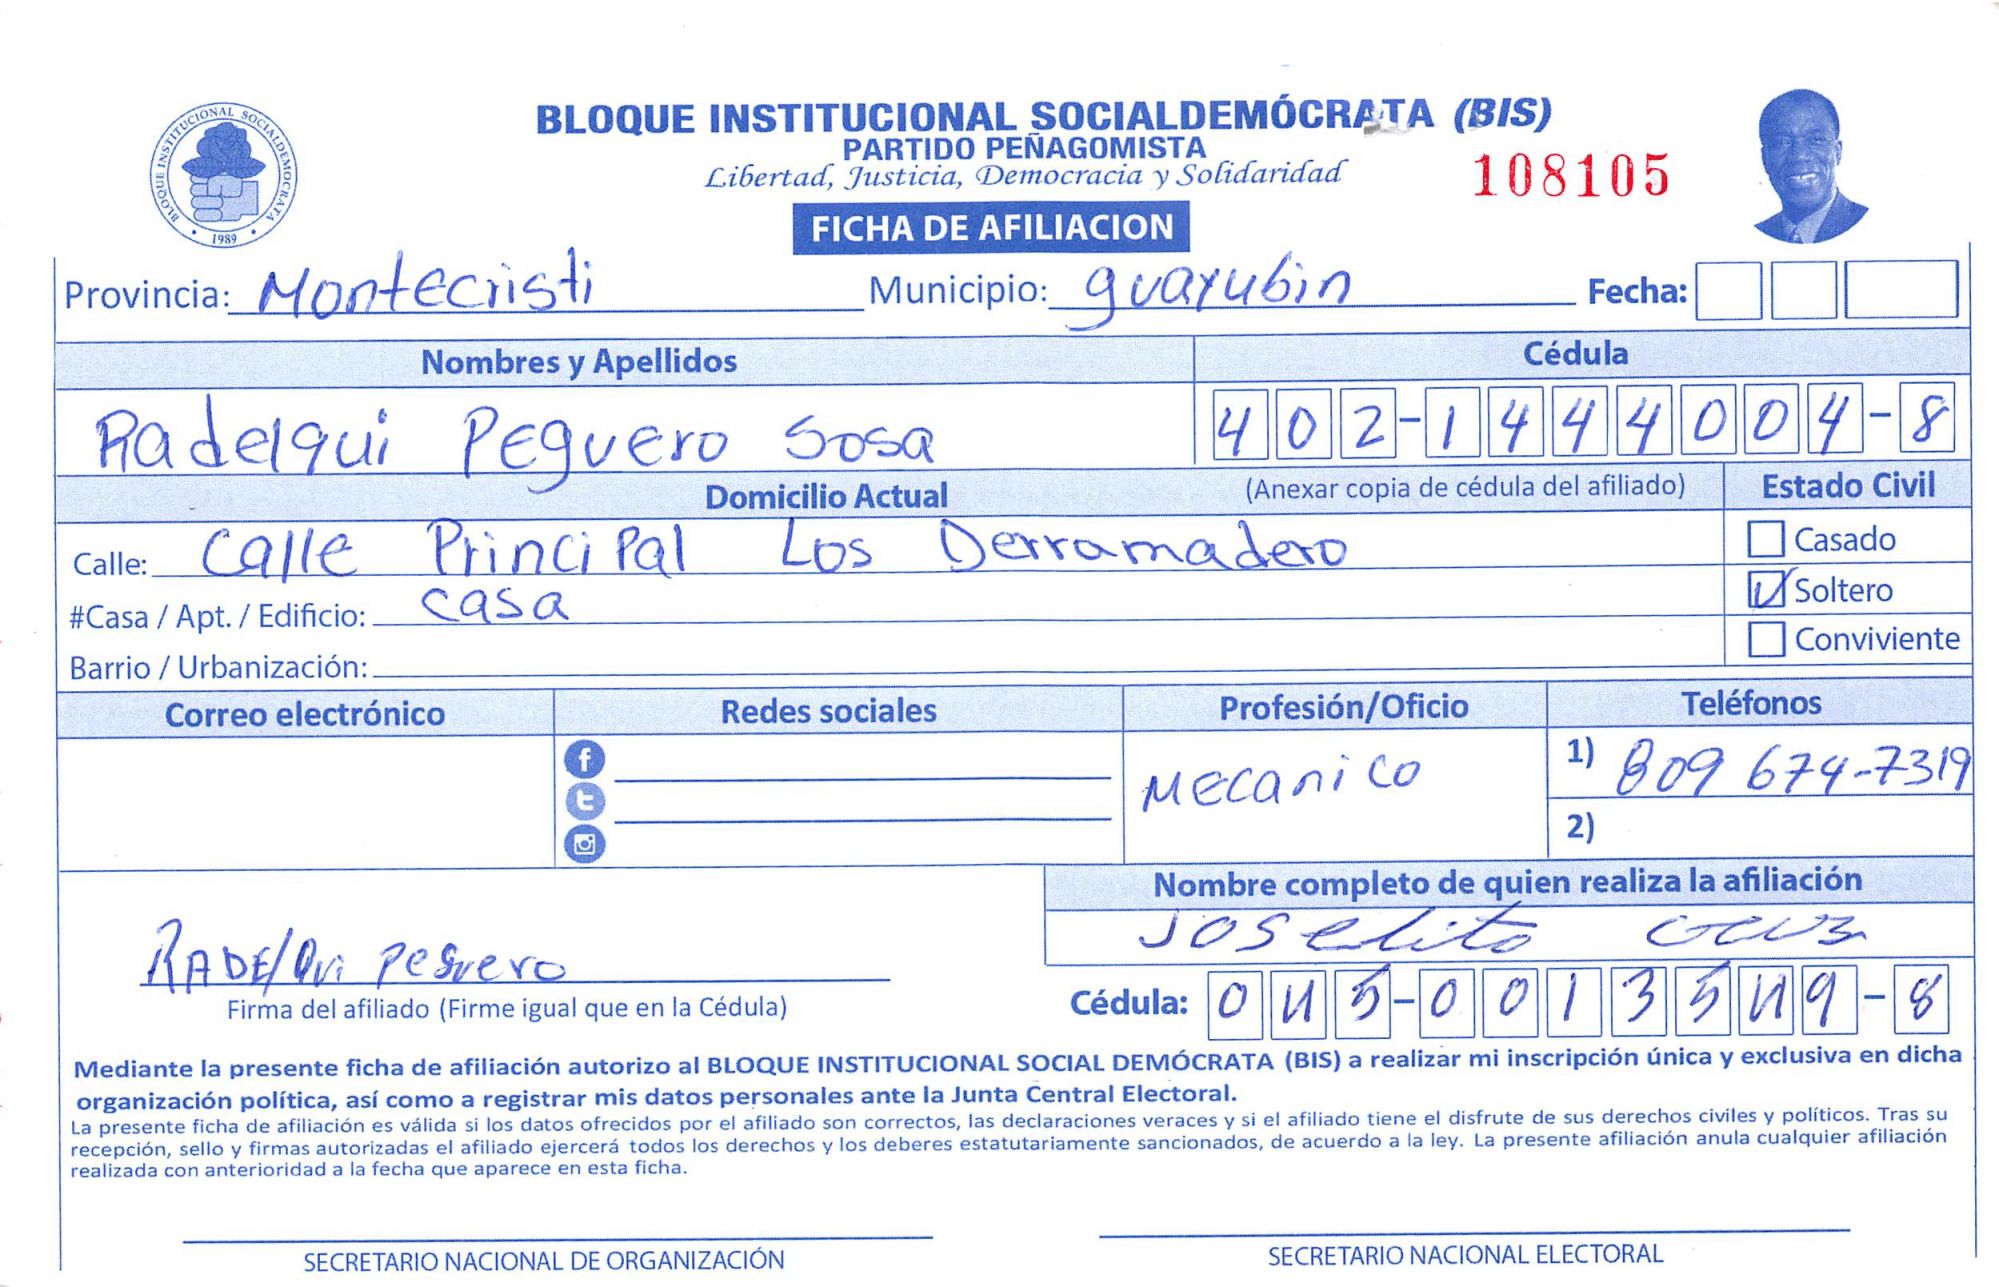 BLOQUE INSTITUCIONAL SOCIALDEMOCRATA
1989
BLOQUE INSTITUCIONAL SOCIALDEMÓCRATA (BIS)
PARTIDO PEÑAGOMISTA
Libertad, Justicia, Democracia y Solidaridad
108105
FICHA DE AFILIACION
Provincia: Montecristi Municipio: guayubin Fecha:
Nombres y Apellidos Cédula
Radelqui Peguero Sosa 402-1444004-8
Domicilio Actual (Anexar copia de cédula del afiliado) Estado Civil
Calle: Calle Principal Los Derramadero Casado
#Casa / Apt. / Edificio: casa Soltero
Barrio / Urbanización: Conviviente
Correo electrónico Redes sociales Profesión/Oficio Teléfonos
Mecanico 1) 809 674-7319
2)
Nombre completo de quien realiza la afiliación
Joselito Cruz
RADElQui peguero
Firma del afiliado (Firme igual que en la Cédula) Cédula: 045-0013549-8
Mediante la presente ficha de afiliación autorizo al BLOQUE INSTITUCIONAL SOCIAL DEMÓCRATA (BIS) a realizar mi inscripción única y exclusiva en dicha
organización política, así como a registrar mis datos personales ante la Junta Central Electoral.
La presente ficha de afiliación es válida si los datos ofrecidos por el afiliado son correctos, las declaraciones veraces y si el afiliado tiene el disfrute de sus derechos civiles y políticos. Tras su
recepción, sello y firmas autorizadas el afiliado ejercerá todos los derechos y los deberes estatutariamente sancionados, de acuerdo a la ley. La presente afiliación anula cualquier afiliación
realizada con anterioridad a la fecha que aparece en esta ficha.
SECRETARIO NACIONAL DE ORGANIZACIÓN SECRETARIO NACIONAL ELECTORAL